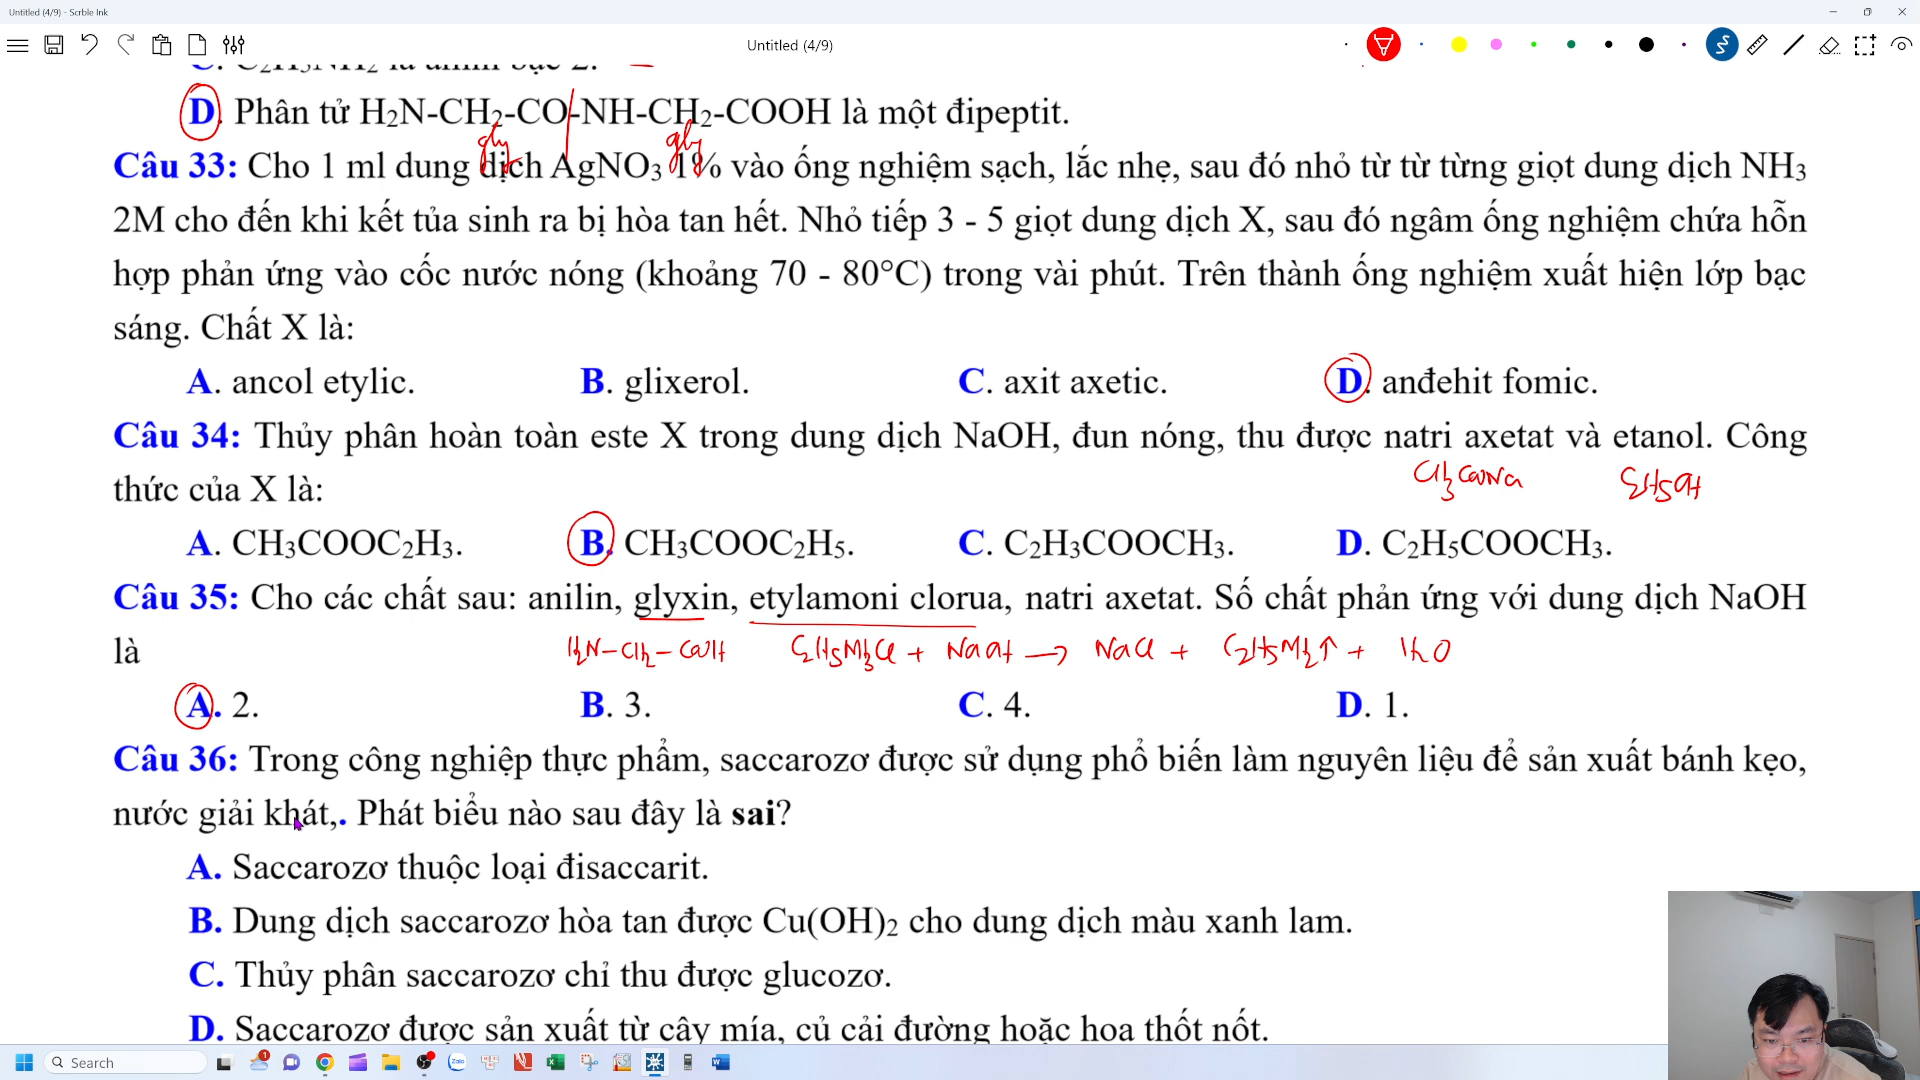 Untitled (4/9) - Scrble Ink
Untitled (4/9)
C. C2H5NH2 là amin bậc 2.
D. Phân tử H2N-CH2-CO-NH-CH2-COOH là một đipeptit.
gly gly
Câu 33: Cho 1 ml dung dịch AgNO3 1% vào ống nghiệm sạch, lắc nhẹ, sau đó nhỏ từ từ từng giọt dung dịch NH3
2M cho đến khi kết tủa sinh ra bị hòa tan hết. Nhỏ tiếp 3 - 5 giọt dung dịch X, sau đó ngâm ống nghiệm chứa hỗn
hợp phản ứng vào cốc nước nóng (khoảng 70 - 80°C) trong vài phút. Trên thành ống nghiệm xuất hiện lớp bạc
sáng. Chất X là:
A. ancol etylic. B. glixerol. C. axit axetic. D. anđehit fomic.
Câu 34: Thủy phân hoàn toàn este X trong dung dịch NaOH, đun nóng, thu được natri axetat và etanol. Công
CH3COONa C2H5OH
thức của X là:
A. CH3COOC2H3. B. CH3COOC2H5. C. C2H3COOCH3. D. C2H5COOCH3.
Câu 35: Cho các chất sau: anilin, glyxin, etylamoni clorua, natri axetat. Số chất phản ứng với dung dịch NaOH
là H2N-CH2-COOH C2H5NH3Cl + NaOH → NaCl + C2H5NH2↑ + H2O
A. 2. B. 3. C. 4. D. 1.
Câu 36: Trong công nghiệp thực phẩm, saccarozơ được sử dụng phổ biến làm nguyên liệu để sản xuất bánh kẹo,
nước giải khát,. Phát biểu nào sau đây là sai?
A. Saccarozơ thuộc loại đisaccarit.
B. Dung dịch saccarozơ hòa tan được Cu(OH)2 cho dung dịch màu xanh lam.
C. Thủy phân saccarozơ chỉ thu được glucozơ.
D. Saccarozơ được sản xuất từ cây mía, củ cải đường hoặc hoa thốt nốt.
Search